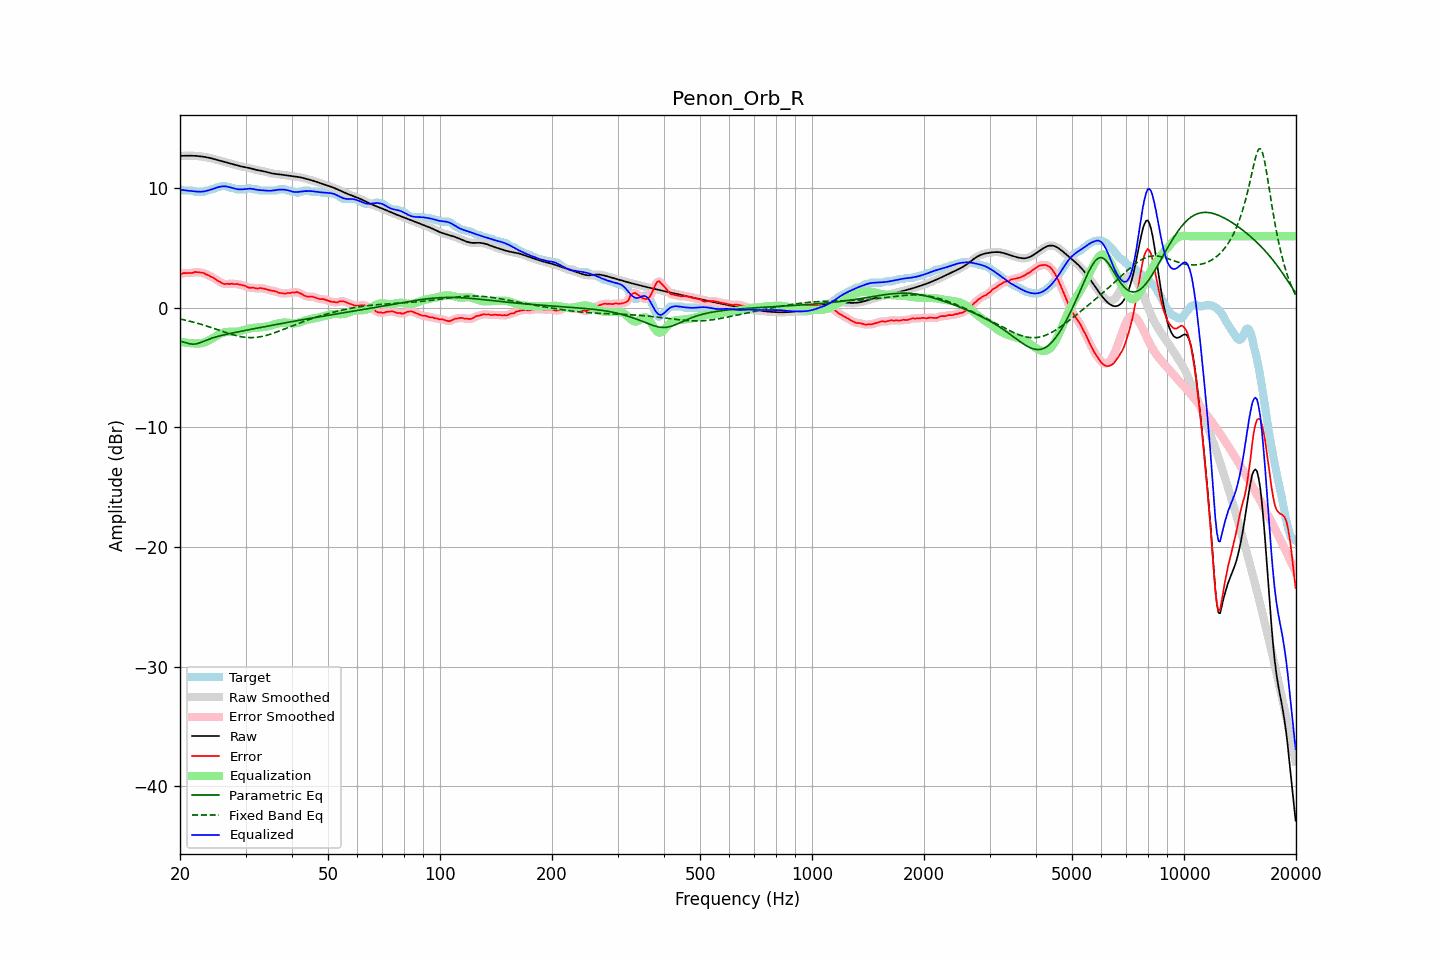 Penon_Orb_R
Amplitude (dBr)
10
0
−10
−20
−30
−40
Target
Raw Smoothed
Error Smoothed
Raw
Error
Equalization
Parametric Eq
Fixed Band Eq
Equalized
20 50 100 200 500 1000 2000 5000 10000 20000
Frequency (Hz)